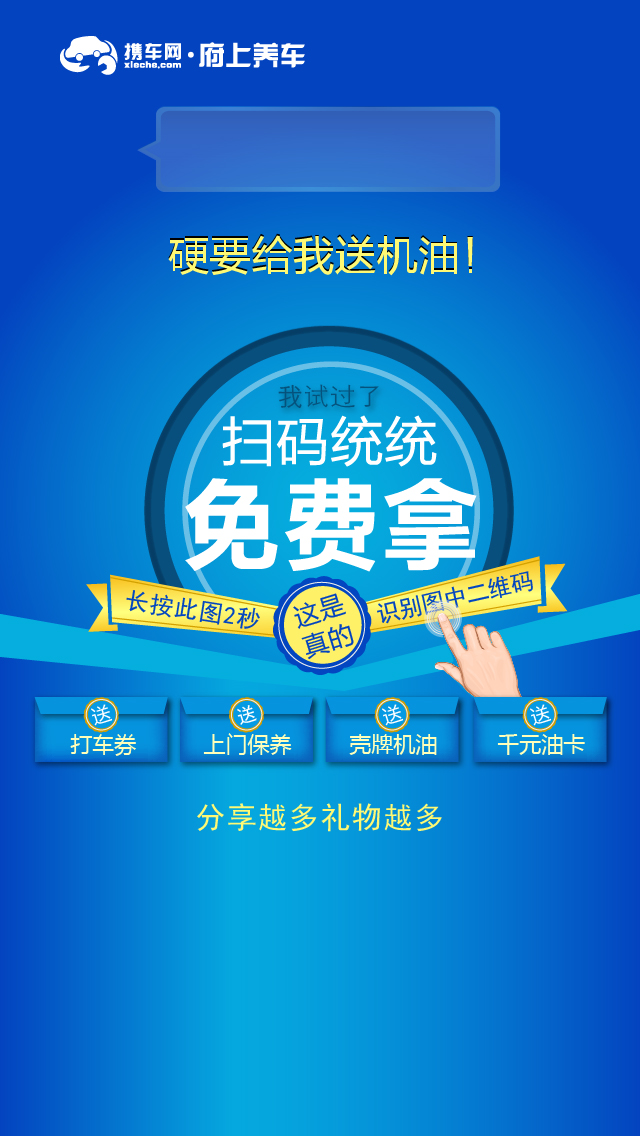 携车网·府上养车
xieche.com
硬要给我送机油!
我试过了
扫码统统
免费拿
长按此图2秒
这是
真的
识别图中二维码
送
打车券
送
上门保养
送
壳牌机油
送
千元油卡
分享越多礼物越多